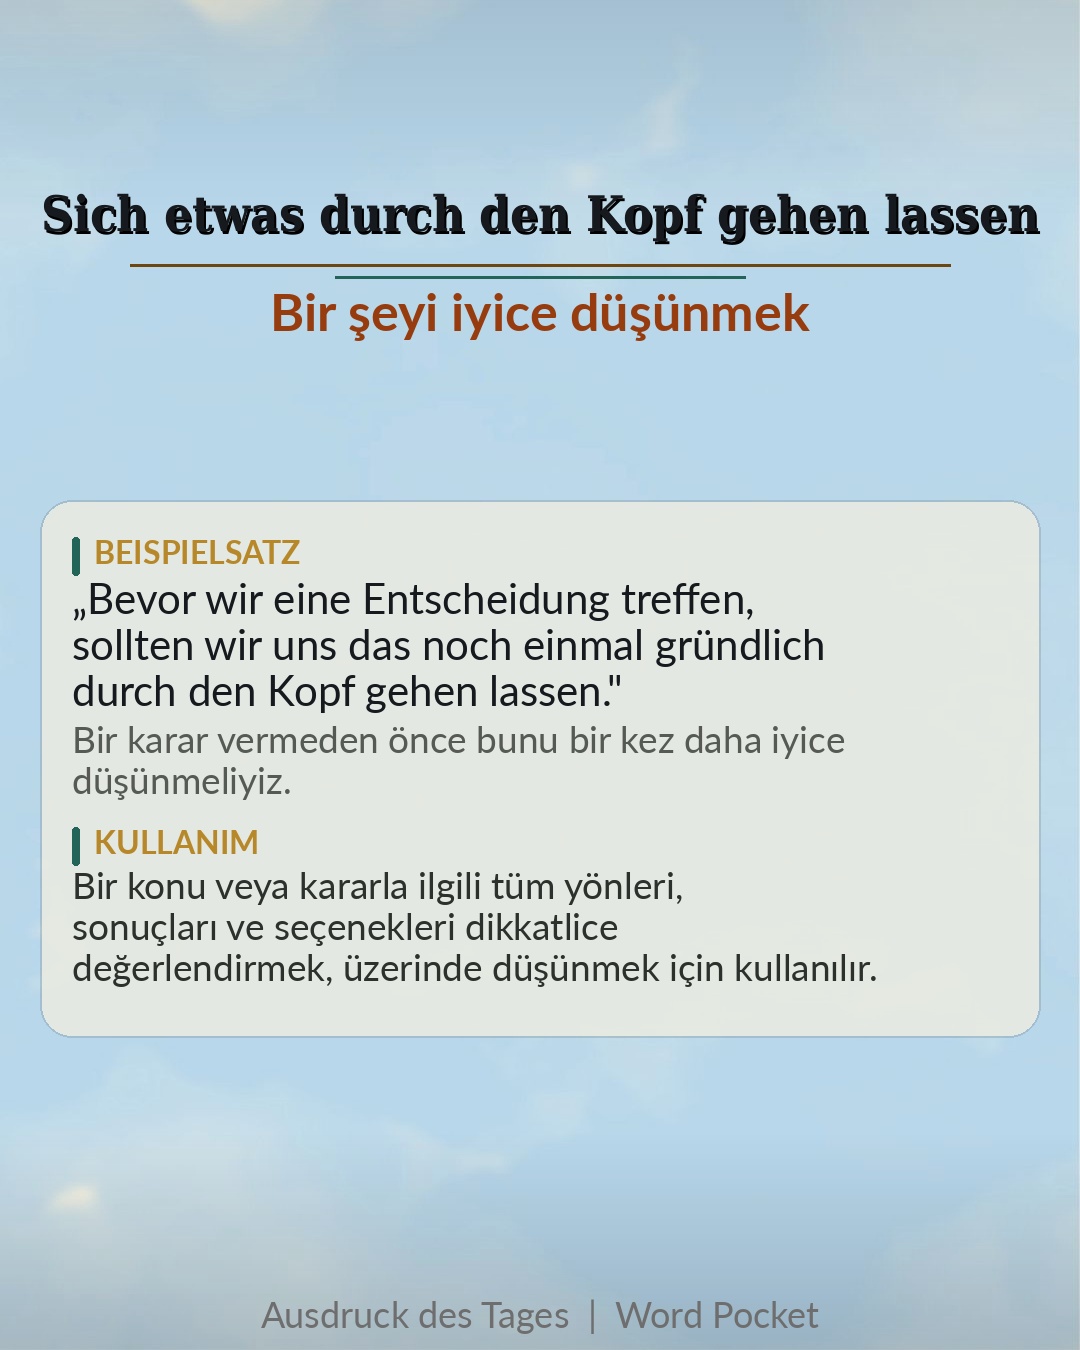 Sich etwas durch den Kopf gehen lassen
Bir şeyi iyice düşünmek
BEISPIELSATZ
„Bevor wir eine Entscheidung treffen,
sollten wir uns das noch einmal gründlich
durch den Kopf gehen lassen."
Bir karar vermeden önce bunu bir kez daha iyice
düşünmeliyiz.
KULLANIM
Bir konu veya kararla ilgili tüm yönleri,
sonuçları ve seçenekleri dikkatlice
değerlendirmek, üzerinde düşünmek için kullanılır.
Ausdruck des Tages | Word Pocket